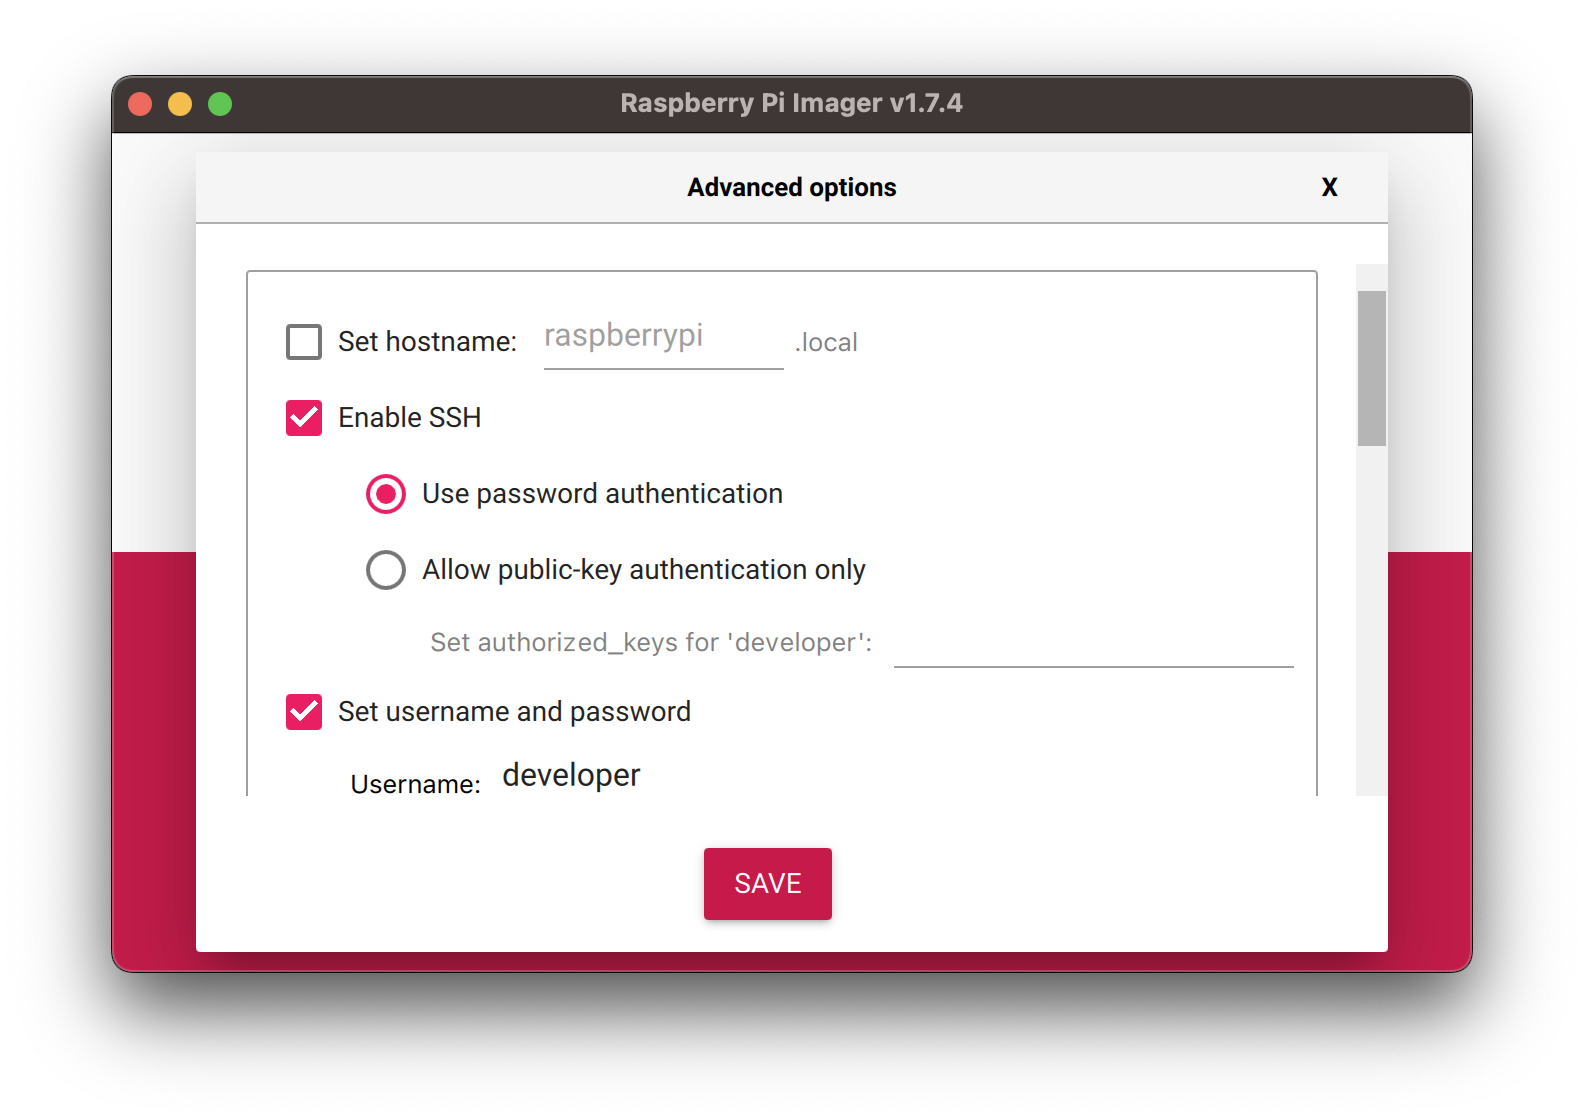 Raspberry Pi Imager v1.7.4
Advanced options X
Set hostname: raspberrypi .local
Enable SSH
Use password authentication
Allow public-key authentication only
Set authorized_keys for 'developer':
Set username and password
Username: developer
SAVE